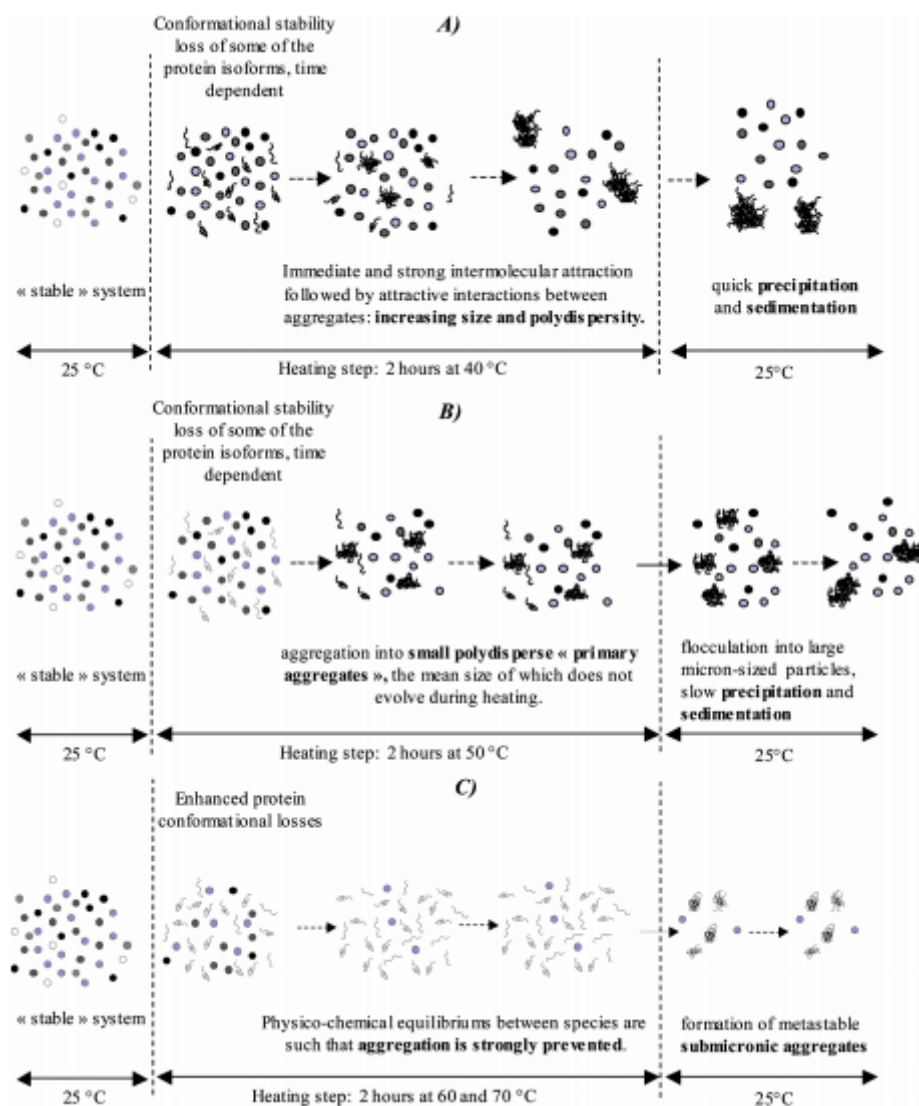 A)
Conformational stability
loss of some of the
protein isoforms, time
dependent
« stable » system
Immediate and strong intermolecular attraction
followed by attractive interactions between
aggregates: increasing size and polydispersity.
quick precipitation
and sedimentation
25 °C
Heating step: 2 hours at 40 °C
25°C
B)
Conformational stability
loss of some of the
protein isoforms, time
dependent
« stable » system
aggregation into small polydisperse « primary
aggregates », the mean size of which does not
evolve during heating.
flocculation into large
micron-sized particles,
slow precipitation and
sedimentation
25 °C
Heating step: 2 hours at 50 °C
25°C
C)
Enhanced protein
conformational losses
« stable » system
Physico-chemical equilibriums between species are
such that aggregation is strongly prevented.
formation of metastable
submicronic aggregates
25 °C
Heating step: 2 hours at 60 and 70 °C
25°C